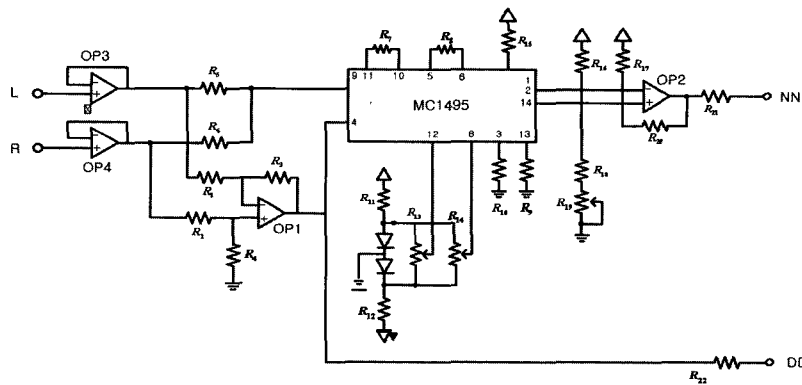 OP3
L
R
OP4
R₅
R₆
R₁
R₃
R₂
R₄
OP1
R₇
R₈
R₁₅
9 11 10 5 6 1
2
14
MC1495
4 12 8 3 13
R₁₆
R₁₇
OP2
R₂₁
NN
R₂₀
R₁₈
R₁₉
R₁₁
R₁₃
R₁₄
R₁₀
R₉
R₁₂
R₂₂
DD